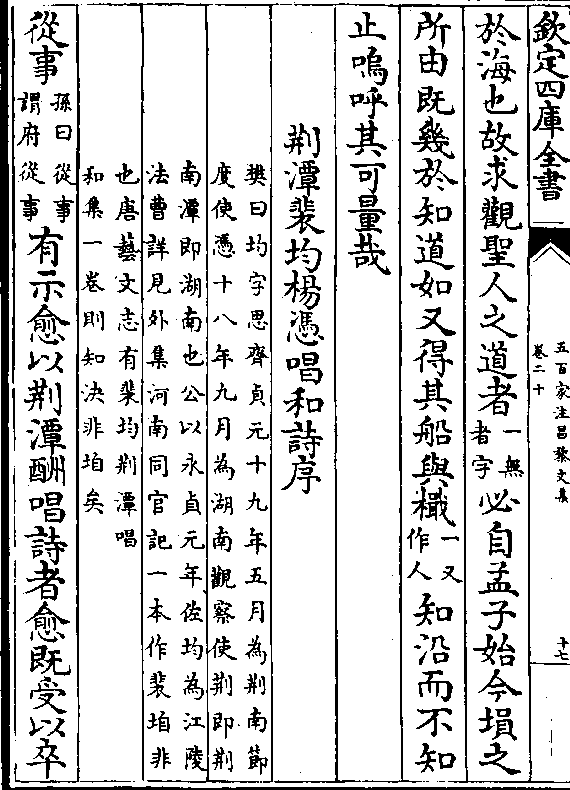 欽定四庫全書
五百家注昌黎文集
卷二十
十七
於海也故求觀聖人之道者一無者字必自孟子始今塤之
所由既幾於知道如又得其船與檝一又作人知沿而不知
止嗚呼其可量哉
荆潭裴均楊憑唱和詩序
樊曰均字思齊貞元十九年五月為荆南節
度使憑十八年九月為湖南觀察使荆即荆
南潭即湖南也公以永貞元年佐均為江陵
法曹詳見外集河南同官記一本作裴垍非
也唐藝文志有裴均荆潭唱
和集一卷則知決非垍矣
從事孫曰從事謂府從事有示愈以荆潭酬唱詩者愈既受以卒